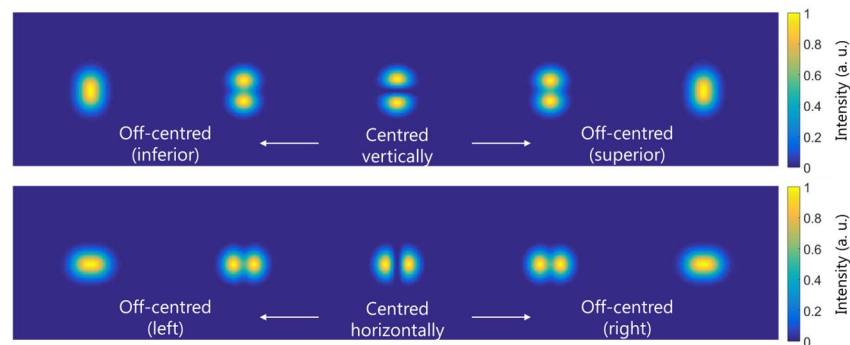 1
0.8
0.6
0.4
0.2
0
Intensity (a. u.)
Off-centred
(inferior)
Centred
vertically
Off-centred
(superior)
1
0.8
0.6
0.4
0.2
0
Intensity (a. u.)
Off-centred
(left)
Centred
horizontally
Off-centred
(right)